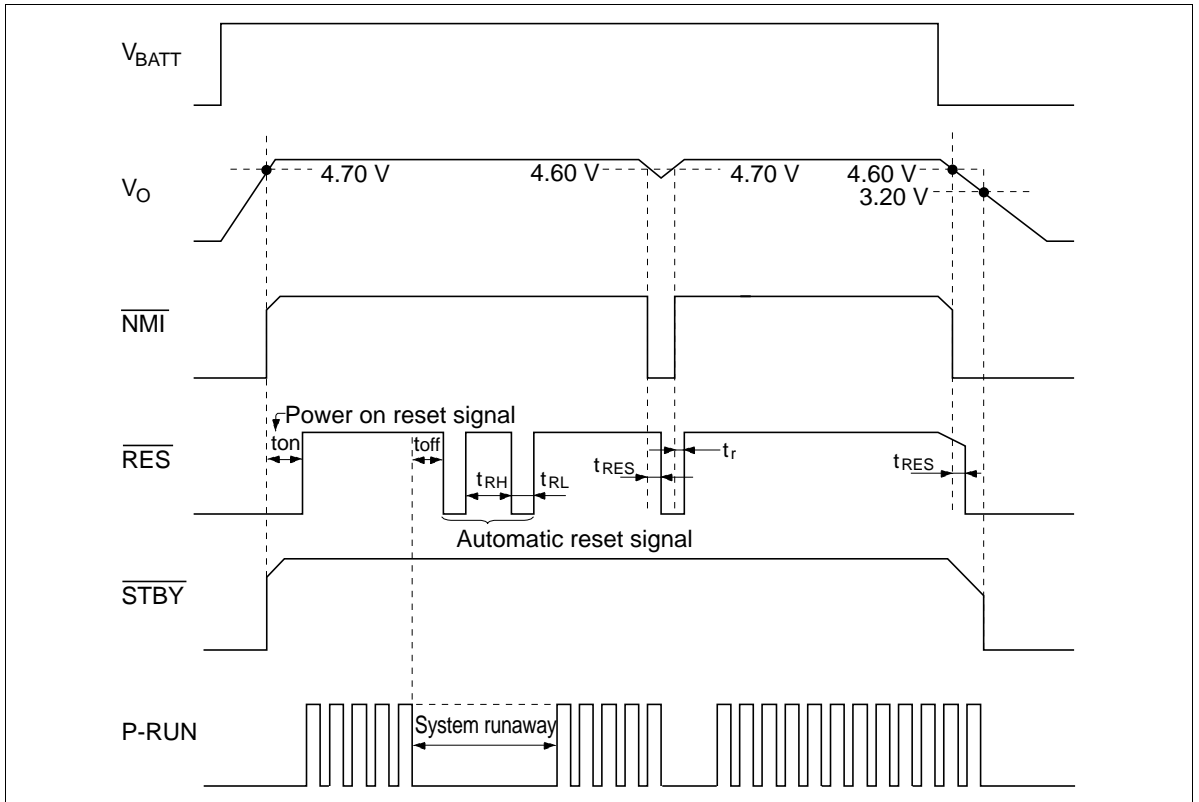 VBATT
VO
4.70 V
4.60 V
4.70 V
4.60 V
3.20 V
NMI
Power on reset signal
RES
ton
toff
tRH
tRL
tRES
tr
tRES
Automatic reset signal
STBY
P-RUN
System runaway